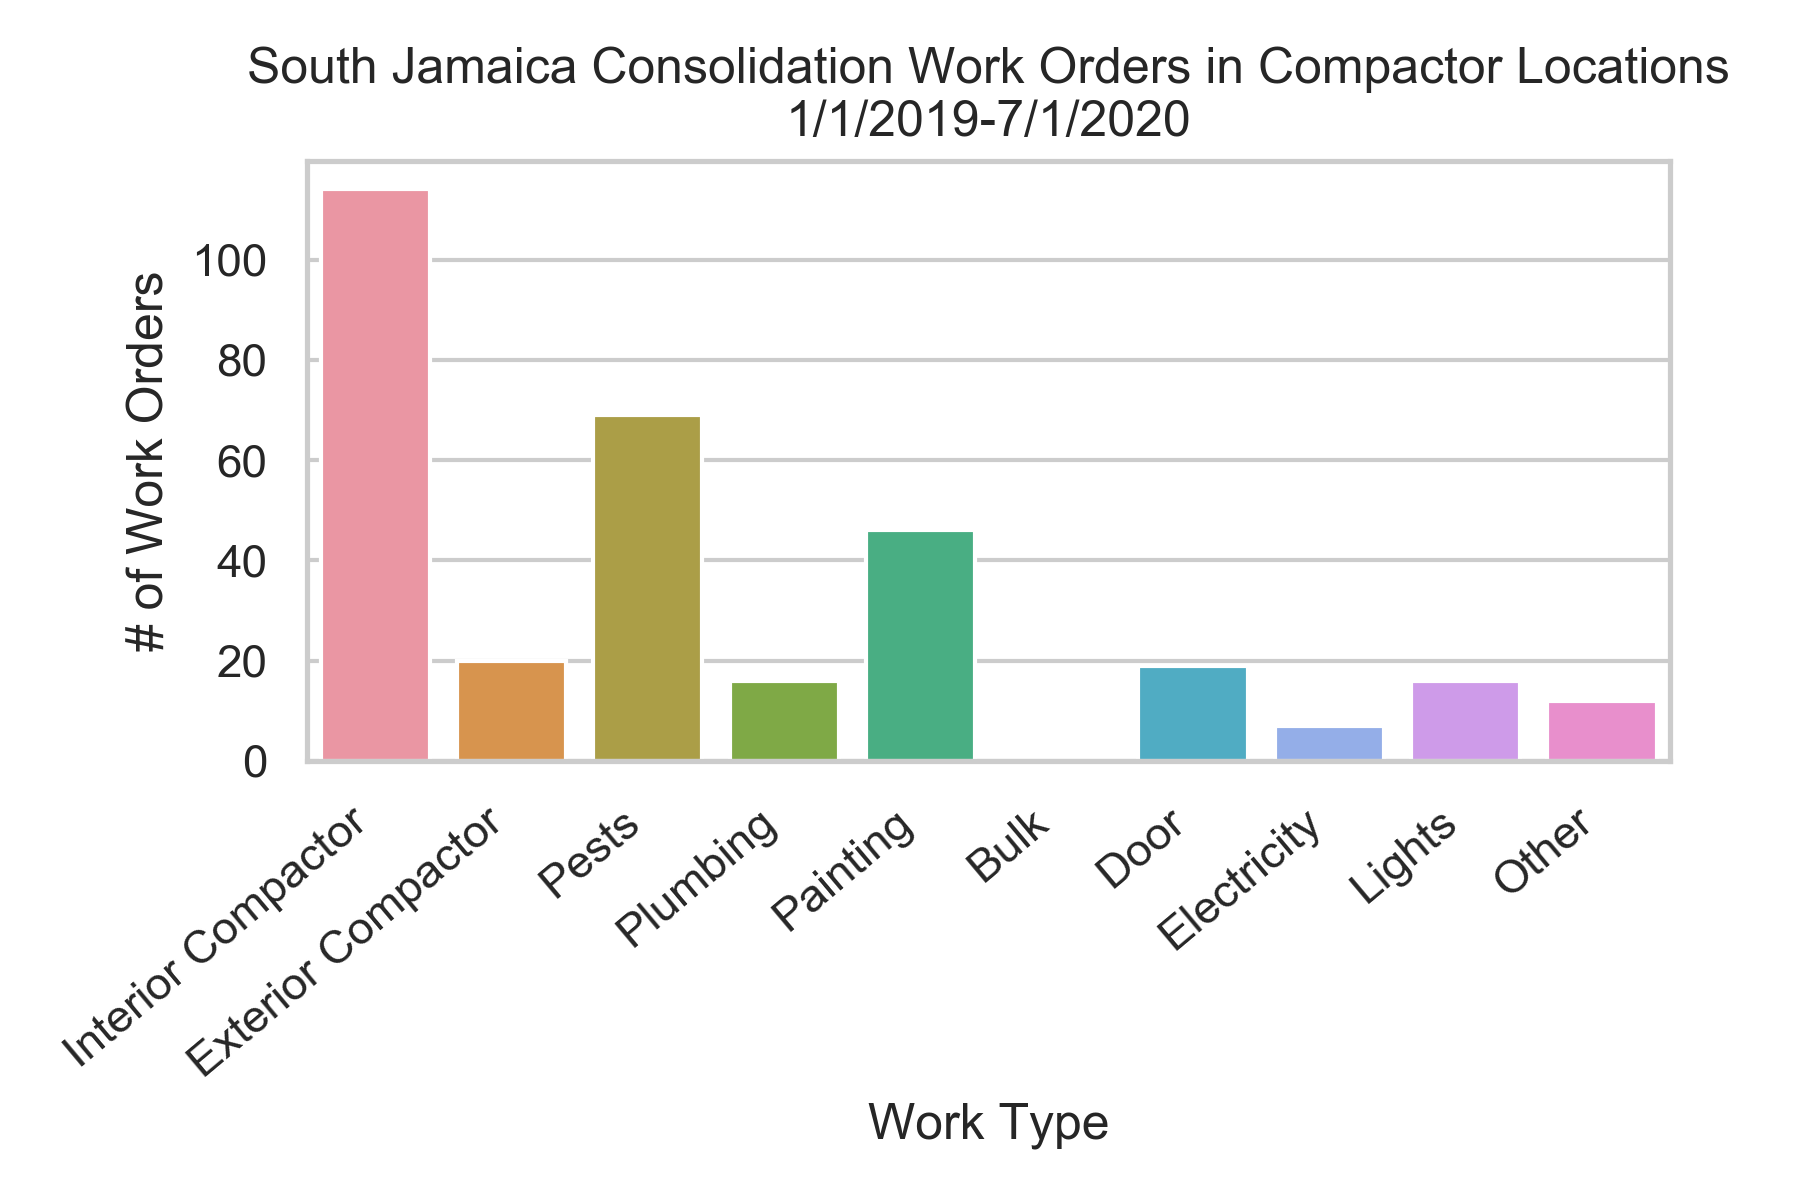 South Jamaica Consolidation Work Orders in Compactor Locations
1/1/2019-7/1/2020
# of Work Orders
100
80
60
40
20
0
Interior Compactor
Exterior Compactor
Pests
Plumbing
Painting
Bulk
Door
Electricity
Lights
Other
Work Type